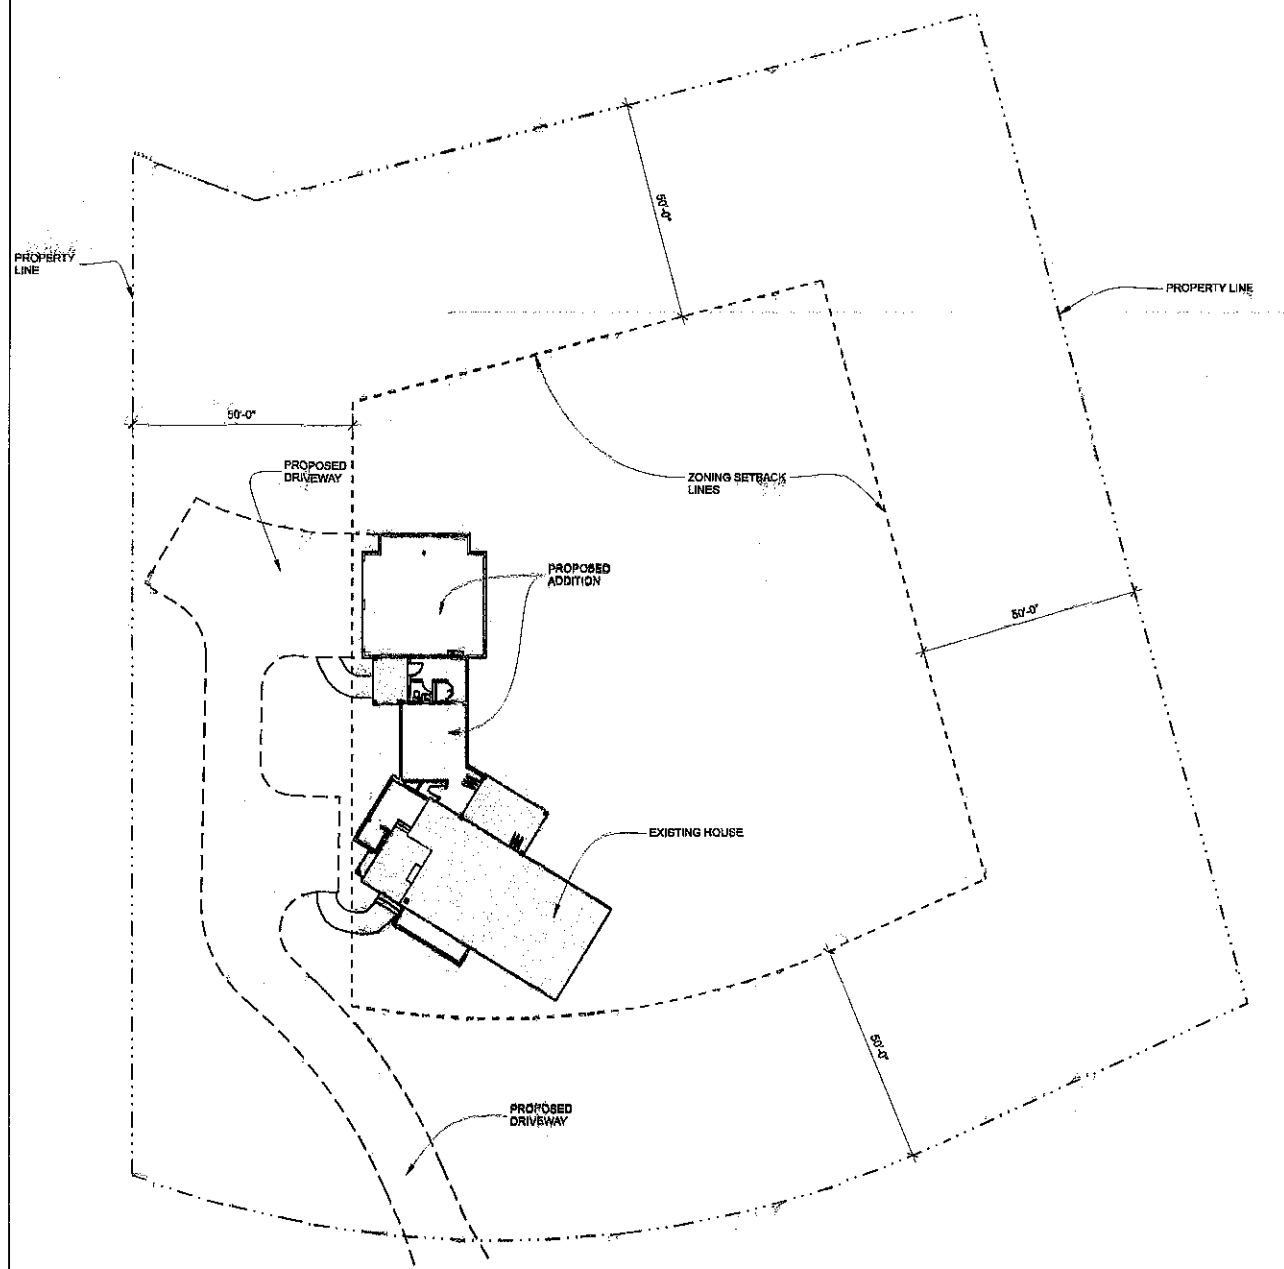 50'-0"
PROPERTY
LINE
PROPERTY LINE
50'-0"
PROPOSED
DRIVEWAY
ZONING SETBACK
LINES
PROPOSED
ADDITION
50'-0"
EXISTING HOUSE
50'-0"
PROPOSED
DRIVEWAY